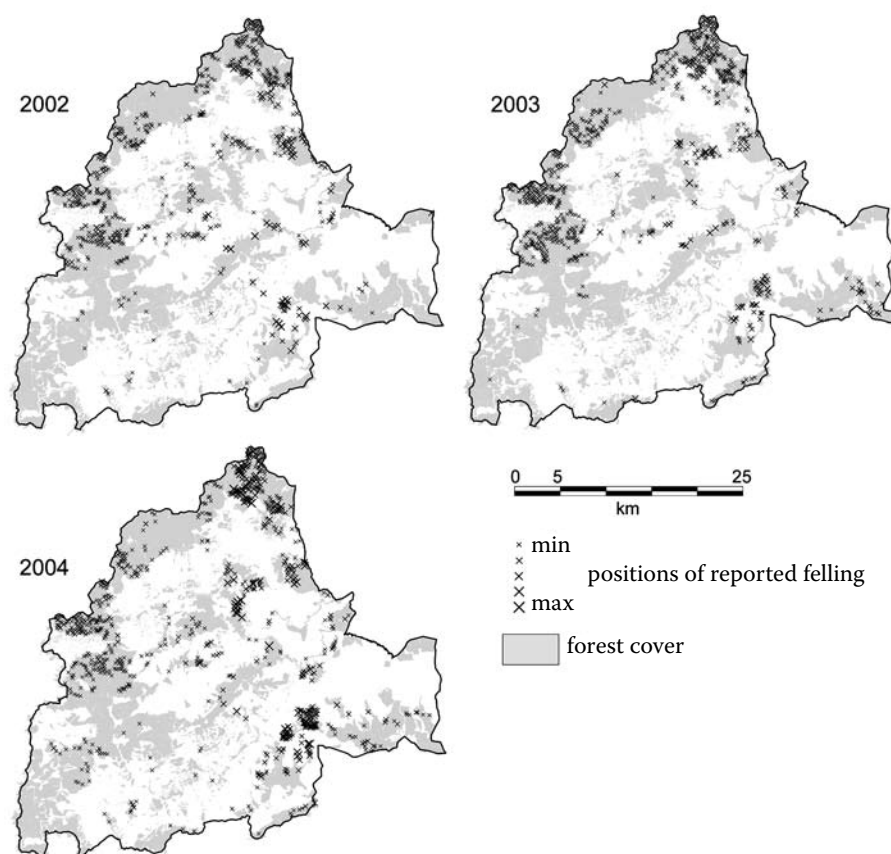 2002
2003
2004
0 5 25
km
min
positions of reported felling
max
forest cover